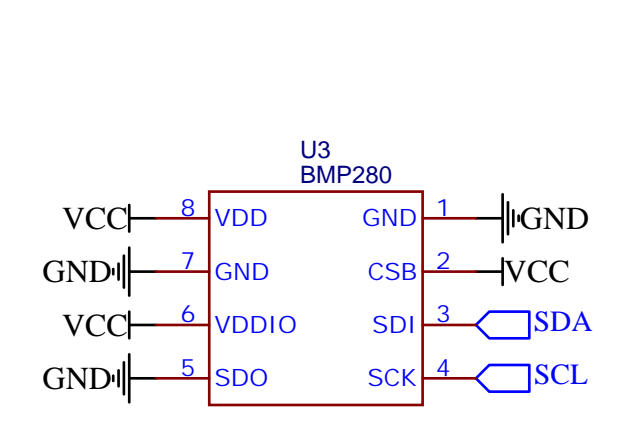 U3
BMP280
VCC 8 VDD GND 1 GND
GND 7 GND CSB 2 VCC
VCC 6 VDDIO SDI 3 SDA
GND 5 SDO SCK 4 SCL